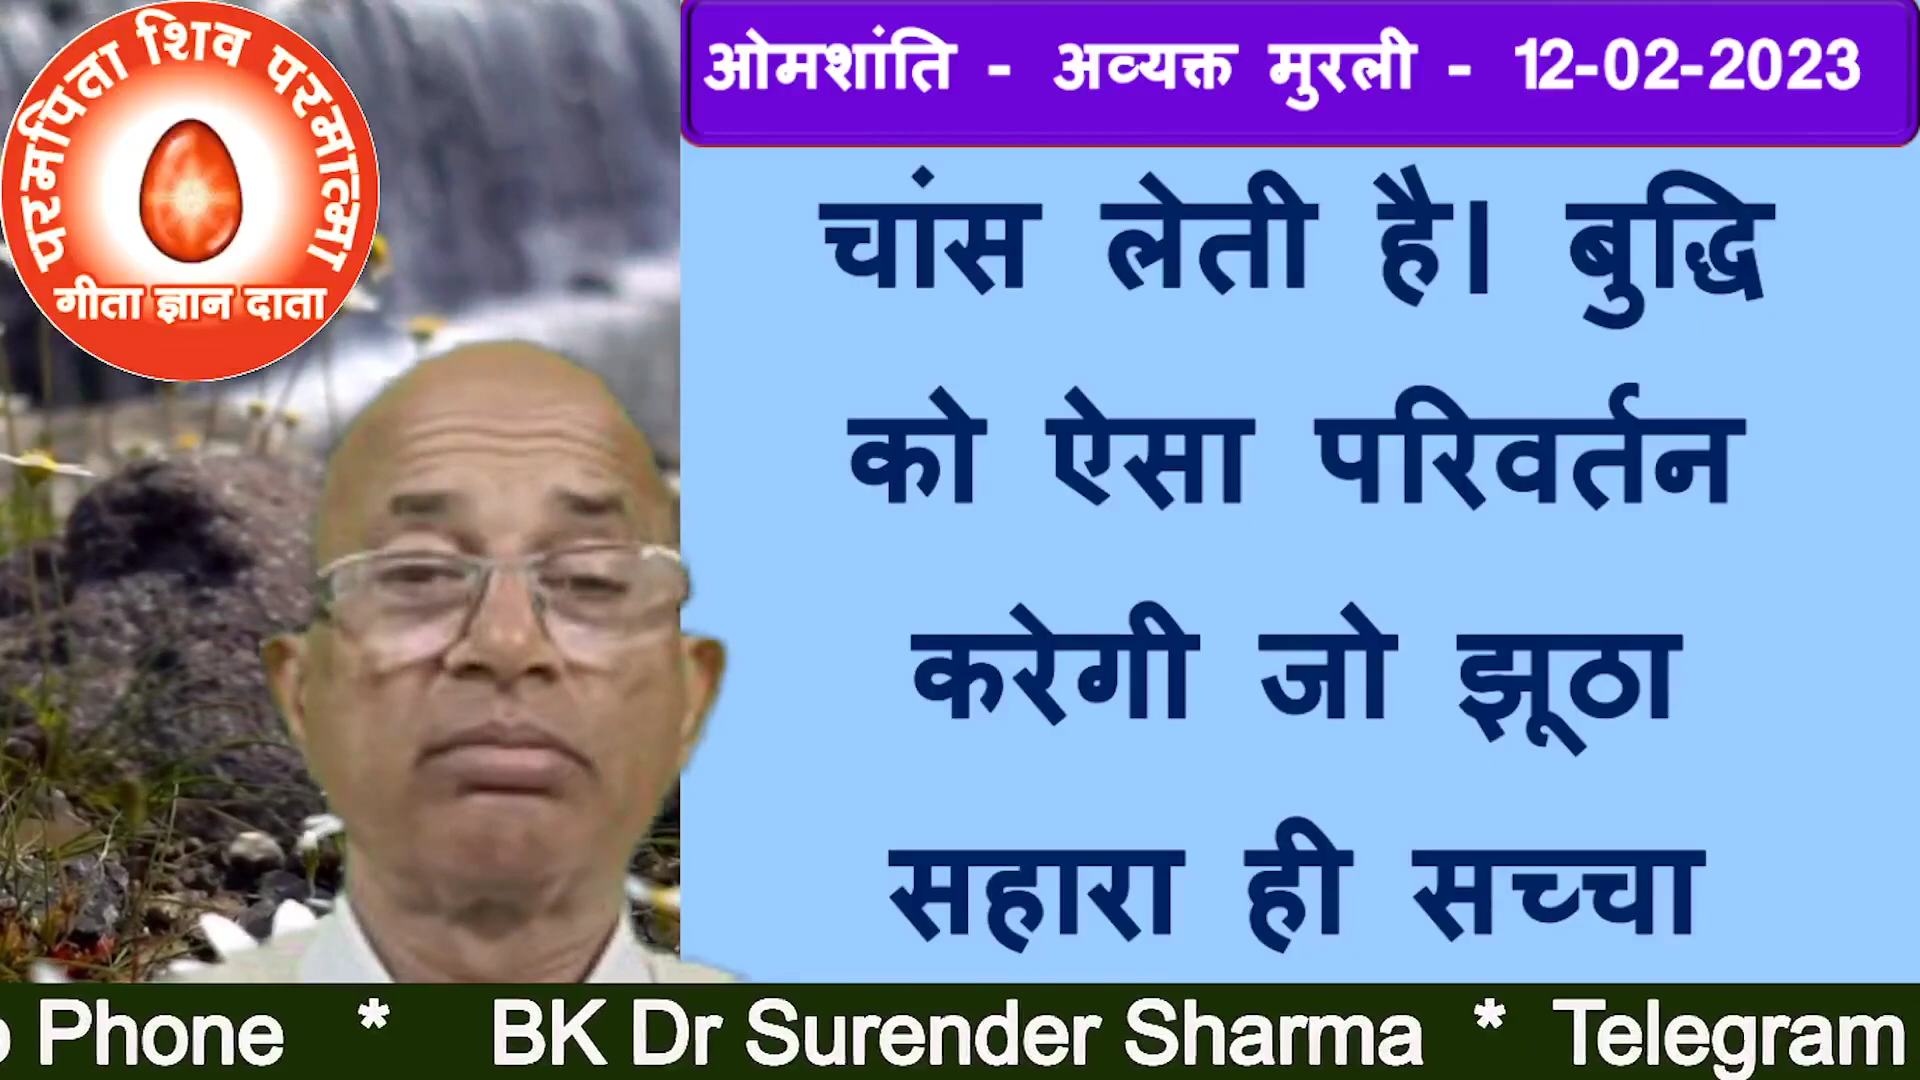 परमपिता शिव परमात्मा
गीता ज्ञान दाता
ओमशांति - अव्यक्त मुरली - 12-02-2023
चांस लेती है। बुद्धि
को ऐसा परिवर्तन
करेगी जो झूठा
सहारा ही सच्चा
Phone * BK Dr Surender Sharma * Telegram